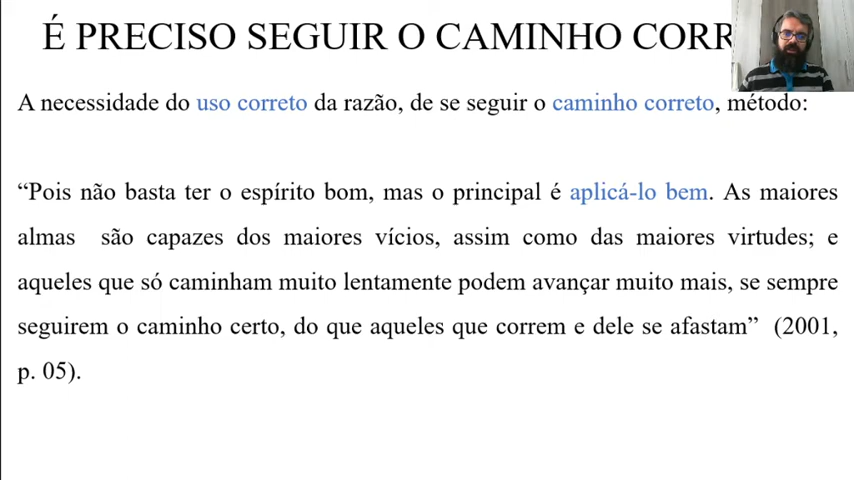 É PRECISO SEGUIR O CAMINHO
A necessidade do uso correto da razão, de se seguir o caminho correto, método:
“Pois não basta ter o espírito bom, mas o principal é aplicá-lo bem. As maiores
almas são capazes dos maiores vícios, assim como das maiores virtudes; e
aqueles que só caminham muito lentamente podem avançar muito mais, se sempre
seguirem o caminho certo, do que aqueles que correm e dele se afastam” (2001,
p. 05).